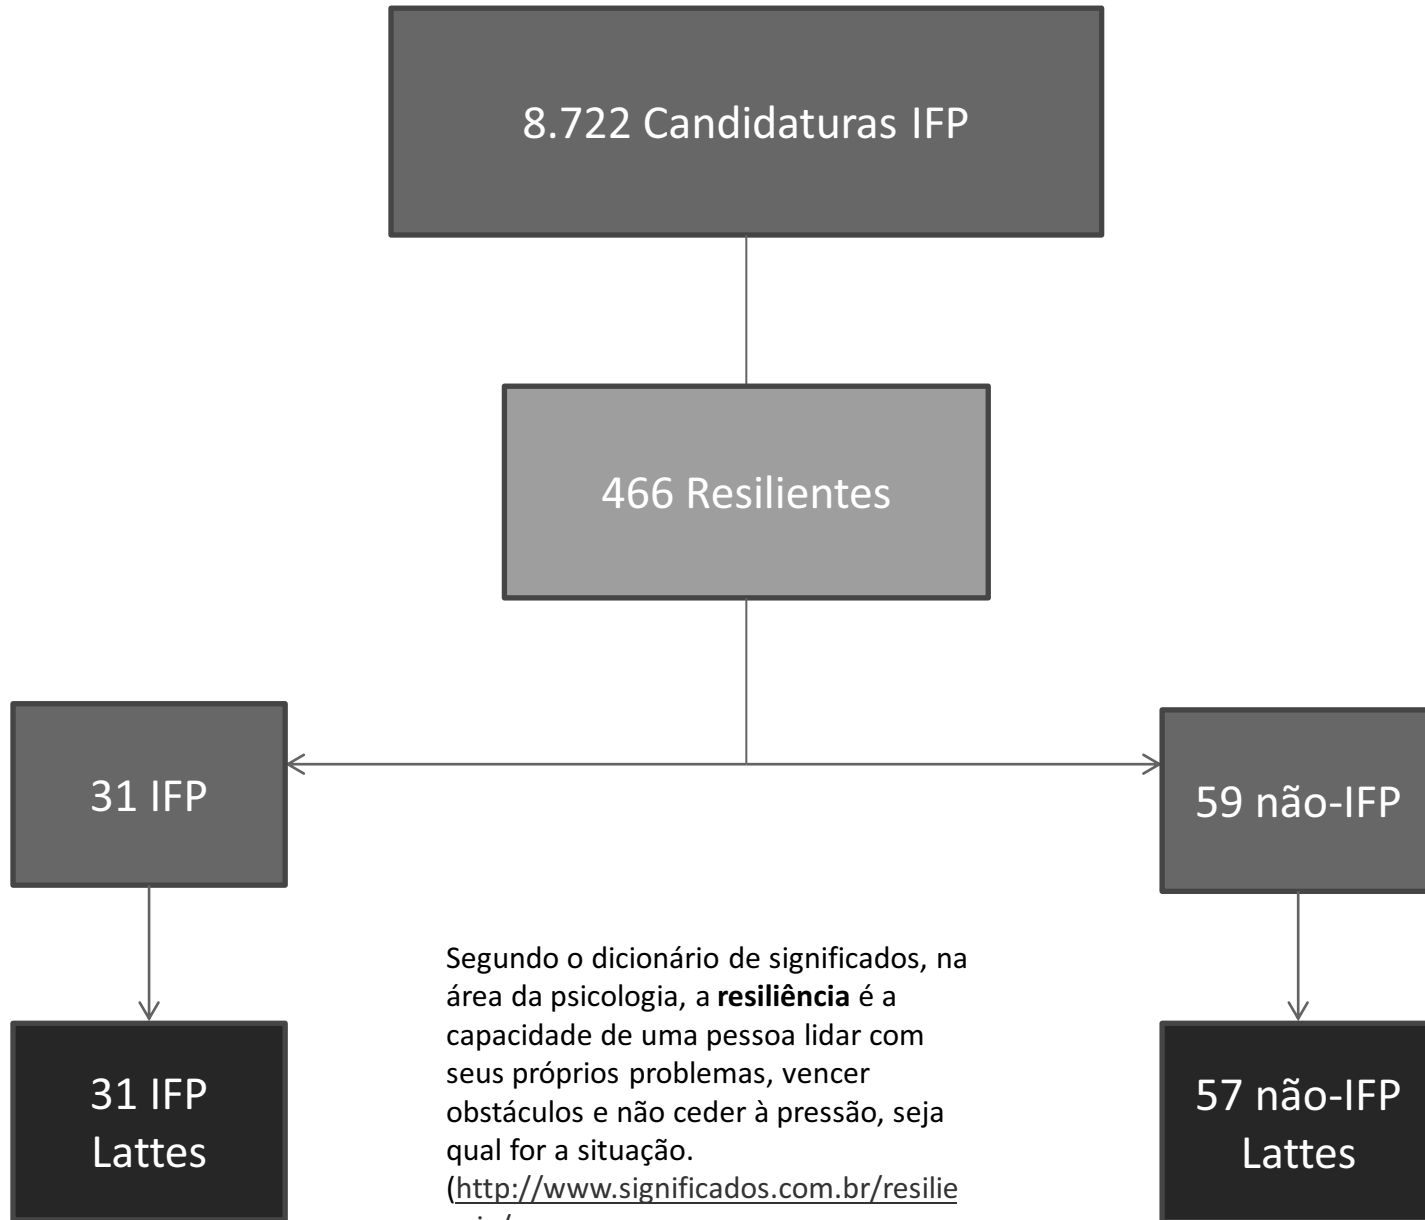 8.722 Candidaturas IFP
466 Resilientes
31 IFP
59 não-IFP
Segundo o dicionário de significados, na
área da psicologia, a resiliência é a
capacidade de uma pessoa lidar com
seus próprios problemas, vencer
obstáculos e não ceder à pressão, seja
qual for a situação.
(http://www.significados.com.br/resilie
31 IFP
Lattes
57 não-IFP
Lattes